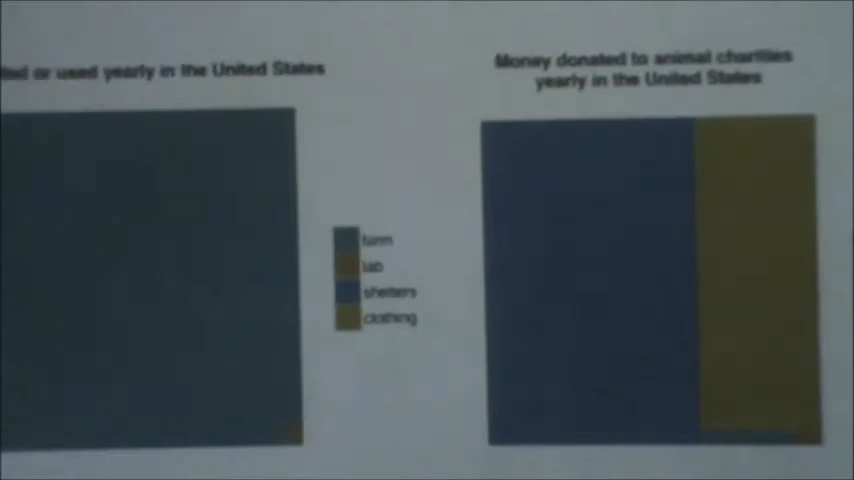 or used yearly in the United States
Money donated to animal charities
yearly in the United States
farm
lab
shelters
clothing